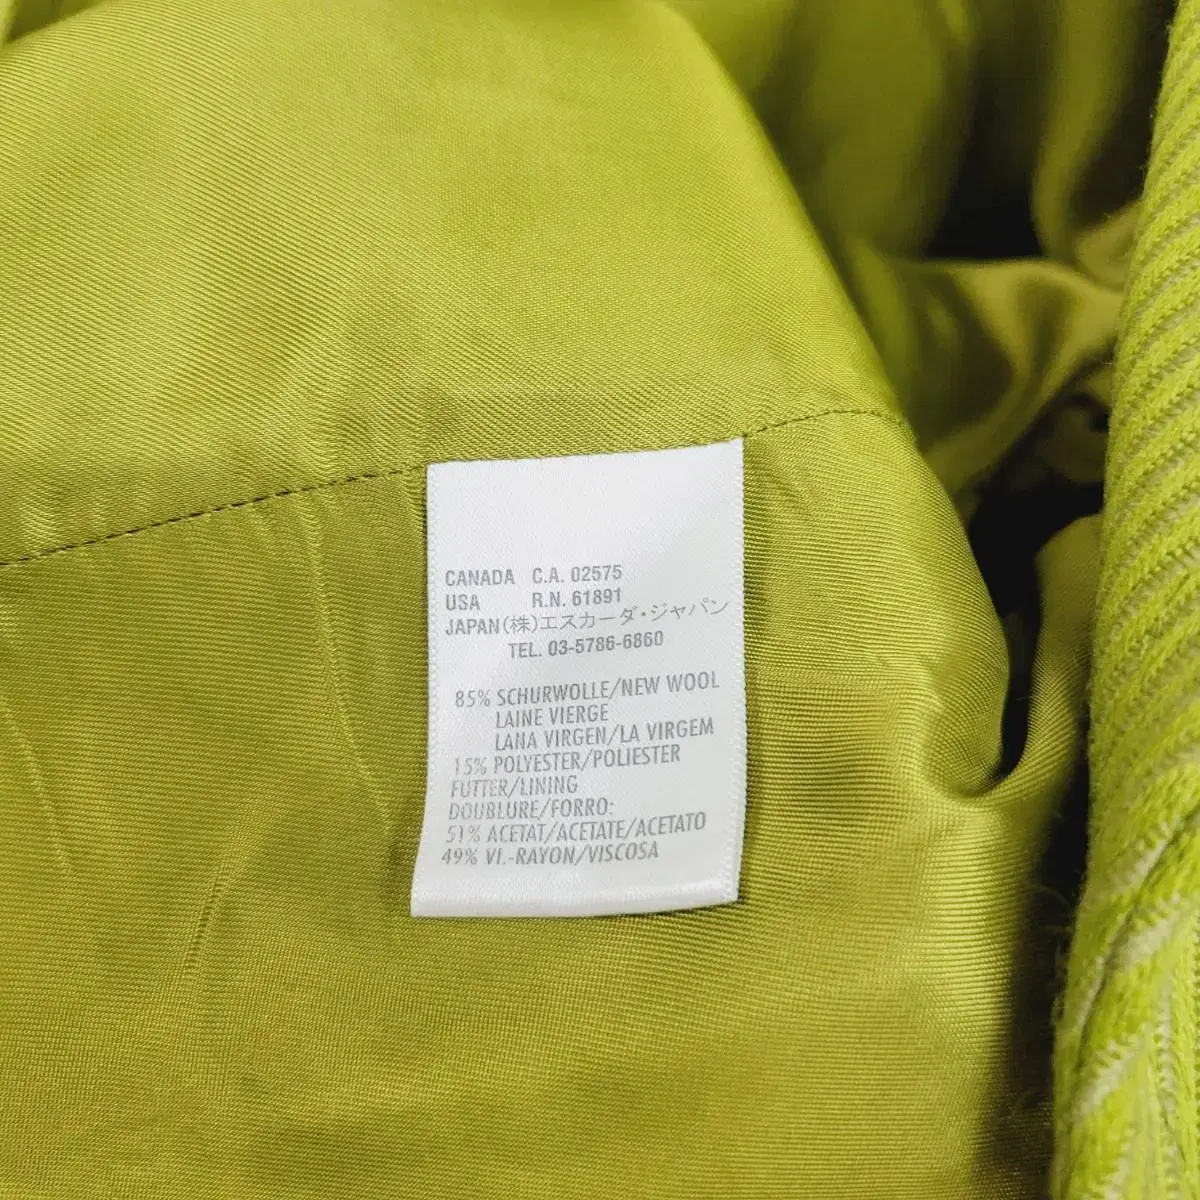 CANADA C.A. 02575
USA R.N. 61891
JAPAN(株)エスカーダ・ジャパン
TEL. 03-5786-6860
85% SCHURWOLLE/NEW WOOL
LAINE VIERGE
LANA VIRGEN/LA VIRGEM
15% POLYESTER/POLIESTER
FUTTER/LINING
DOUBLURE/FORRO:
51% ACETAT/ACETATE/ACETATO
49% VI.-RAYON/VISCOSA